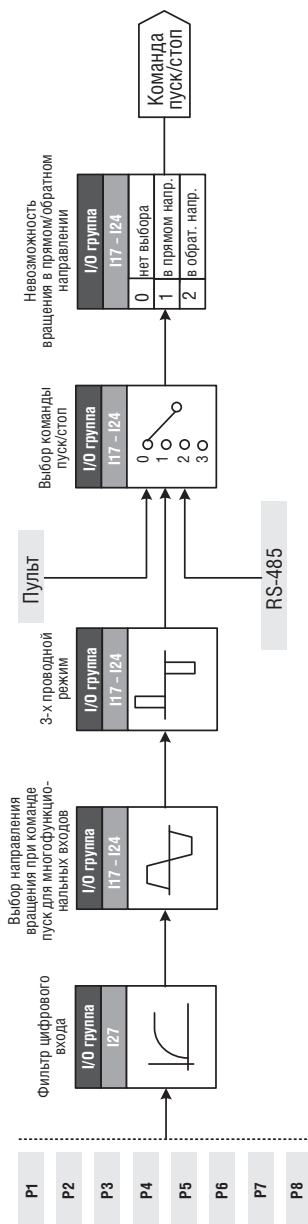 P1
P2
P3
P4
P5
P6
P7
P8
Фильтр цифрового
входа
I/O группа
I27
Выбор направления
вращения при команде
пуск для многофункцио-
нальных входов
I/O группа
I17 – I24
3-х проводной
режим
I/O группа
I17 – I24
Пульт
RS-485
Выбор команды
пуск/стоп
I/O группа
I17 – I24
0
1
2
3
Невозможность
вращения в прямом/обратном
направлении
I/O группа
I17 – I24
0 нет выбора
1 в прямом напр.
2 в обрат. напр.
Команда
пуск/стоп